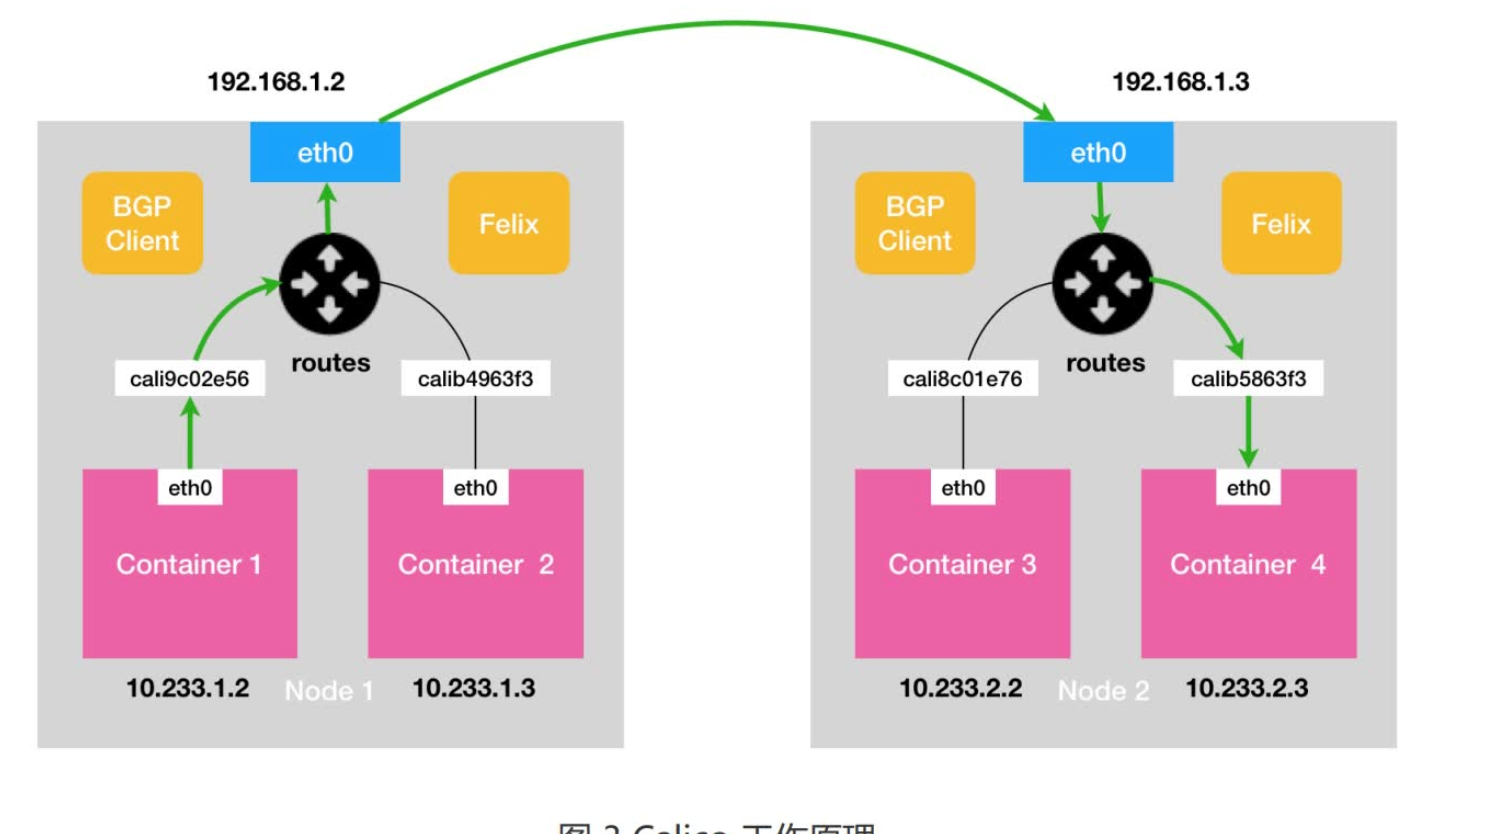 192.168.1.2
192.168.1.3
eth0
eth0
BGP
Client
Felix
BGP
Client
Felix
routes
routes
cali9c02e56
calib4963f3
cali8c01e76
calib5863f3
eth0
eth0
eth0
eth0
Container 1
Container 2
Container 3
Container 4
10.233.1.2
Node 1
10.233.1.3
10.233.2.2
Node 2
10.233.2.3
图 3 Calico 工作原理